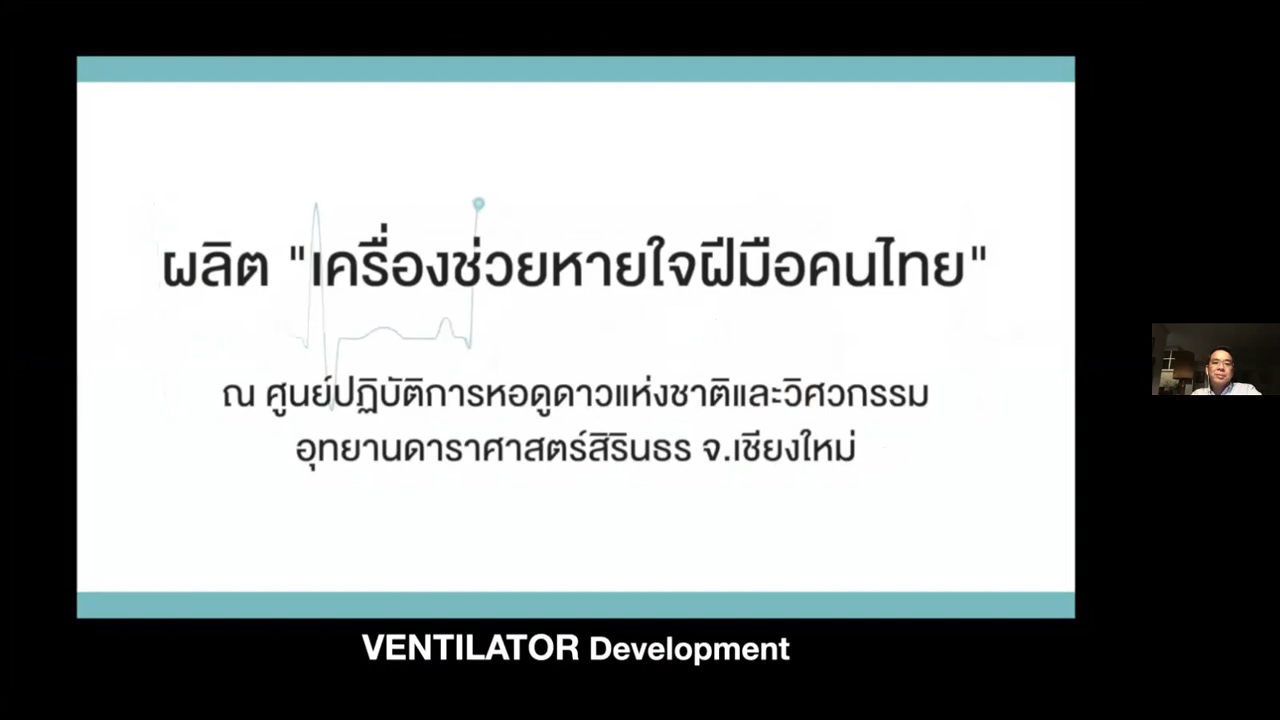 ผลิต "เครื่องช่วยหายใจฝีมือคนไทย"
ณ ศูนย์ปฏิบัติการหอดูดาวแห่งชาติและวิศวกรรม
อุทยานดาราศาสตร์สิรินธร จ.เชียงใหม่
VENTILATOR Development